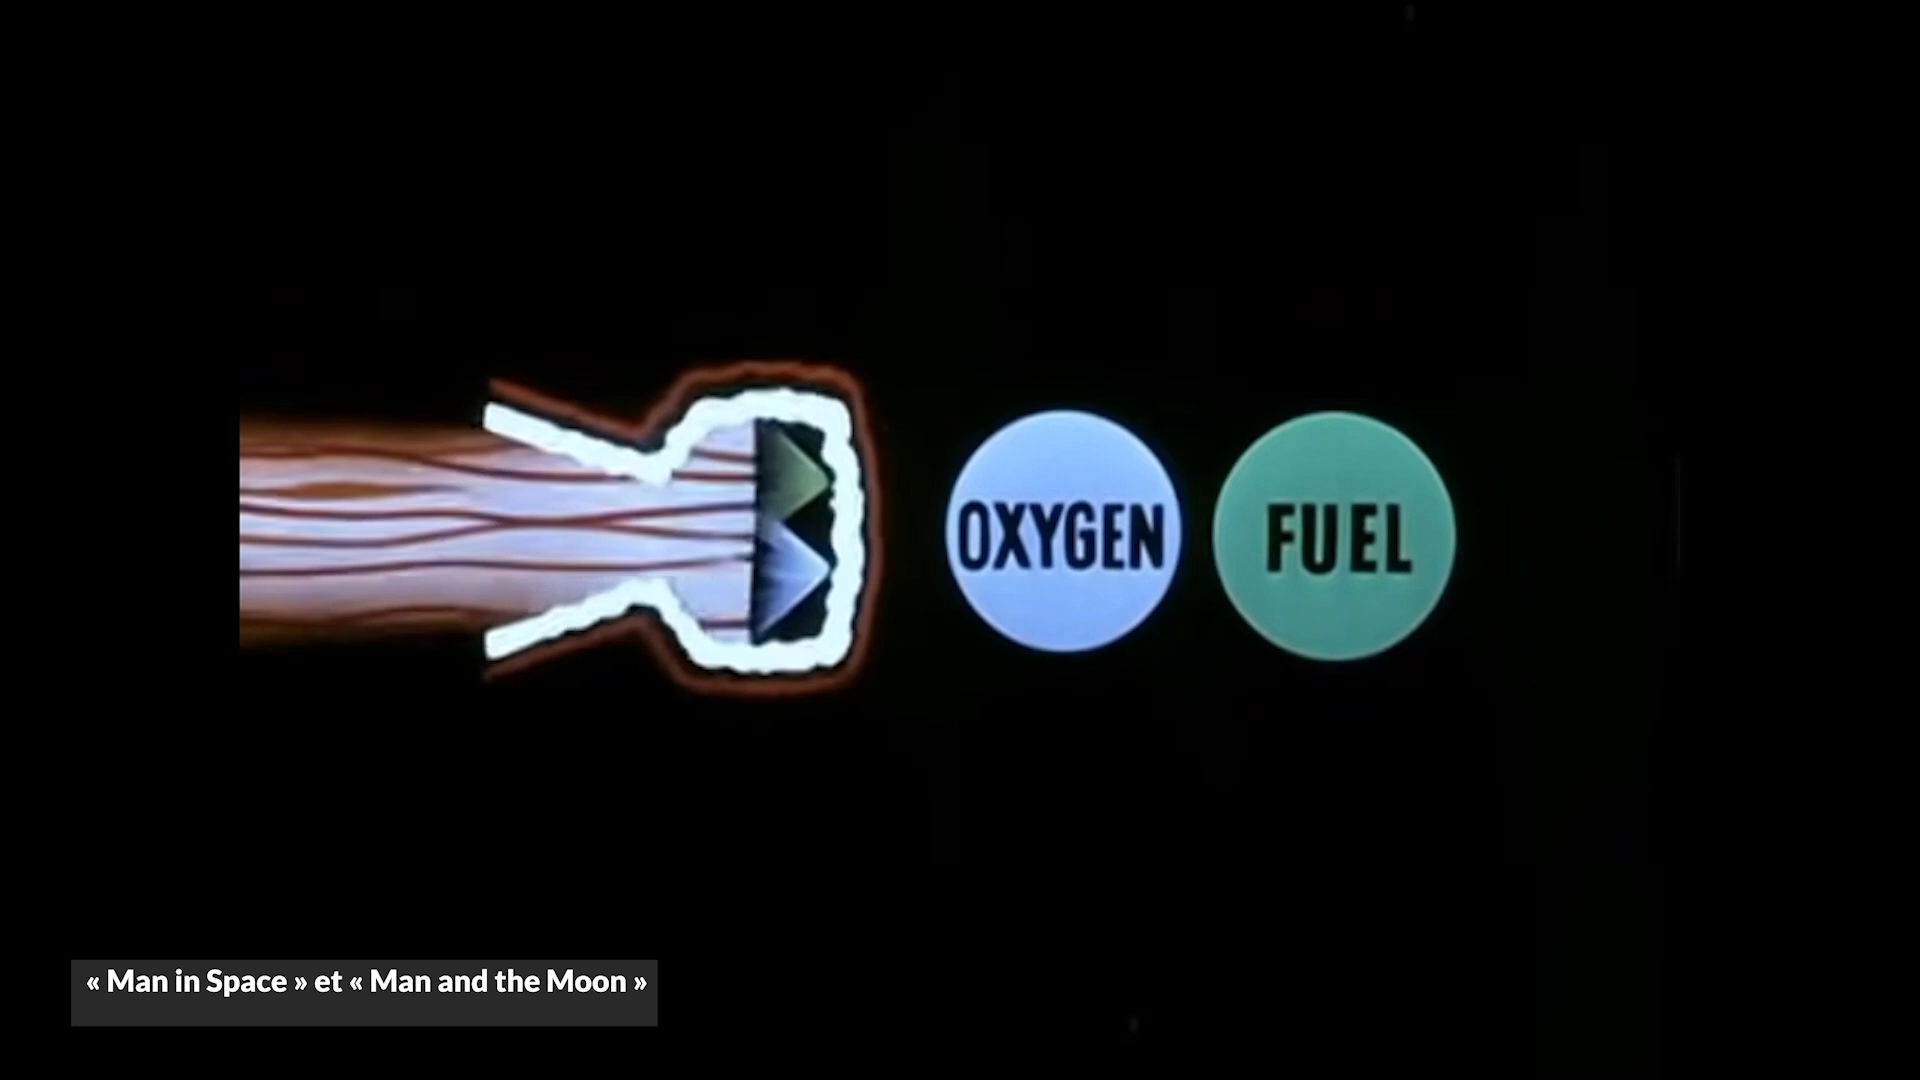 OXYGEN
FUEL
« Man in Space » et « Man and the Moon »